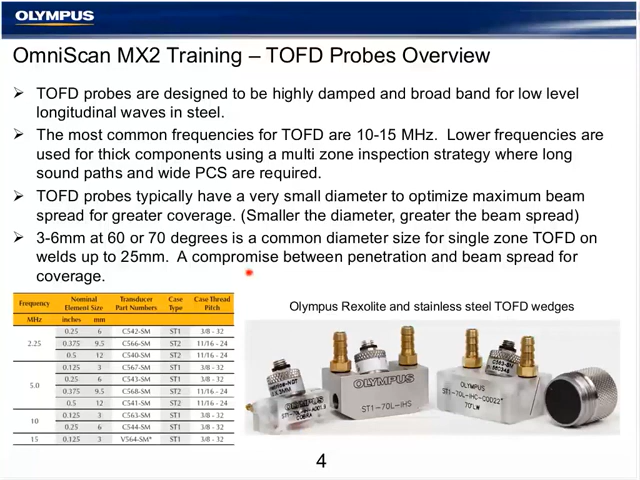 OLYMPUS
OmniScan MX2 Training – TOFD Probes Overview
➢ TOFD probes are designed to be highly damped and broad band for low level
longitudinal waves in steel.
➢ The most common frequencies for TOFD are 10-15 MHz. Lower frequencies are
used for thick components using a multi zone inspection strategy where long
sound paths and wide PCS are required.
➢ TOFD probes typically have a very small diameter to optimize maximum beam
spread for greater coverage. (Smaller the diameter, greater the beam spread)
➢ 3-6mm at 60 or 70 degrees is a common diameter size for single zone TOFD on
welds up to 25mm. A compromise between penetration and beam spread for
coverage.
Frequency Nominal Element Size Transducer Part Numbers Case Type Case Thread Pitch
MHz inches mm
2.25 0.25 6 C542-SM ST1 3/8 - 32
0.375 9.5 C566-SM ST2 11/16 - 24
0.5 12 C540-SM ST2 11/16 - 24
5.0 0.125 3 C567-SM ST1 3/8 - 32
0.25 6 C543-SM ST1 3/8 - 32
0.375 9.5 C568-SM ST2 11/16 - 24
0.5 12 C541-SM ST2 11/16 - 24
10 0.125 3 C563-SM ST1 3/8 - 32
0.25 6 C544-SM ST1 3/8 - 32
15 0.125 3 V564-SM* ST1 3/8 - 32
Olympus Rexolite and stainless steel TOFD wedges
OLYMPUS
ST1-70L-IHS
C563-SM
OLYMPUS
ST1-70L-IHC-C0022"
70°LW
4